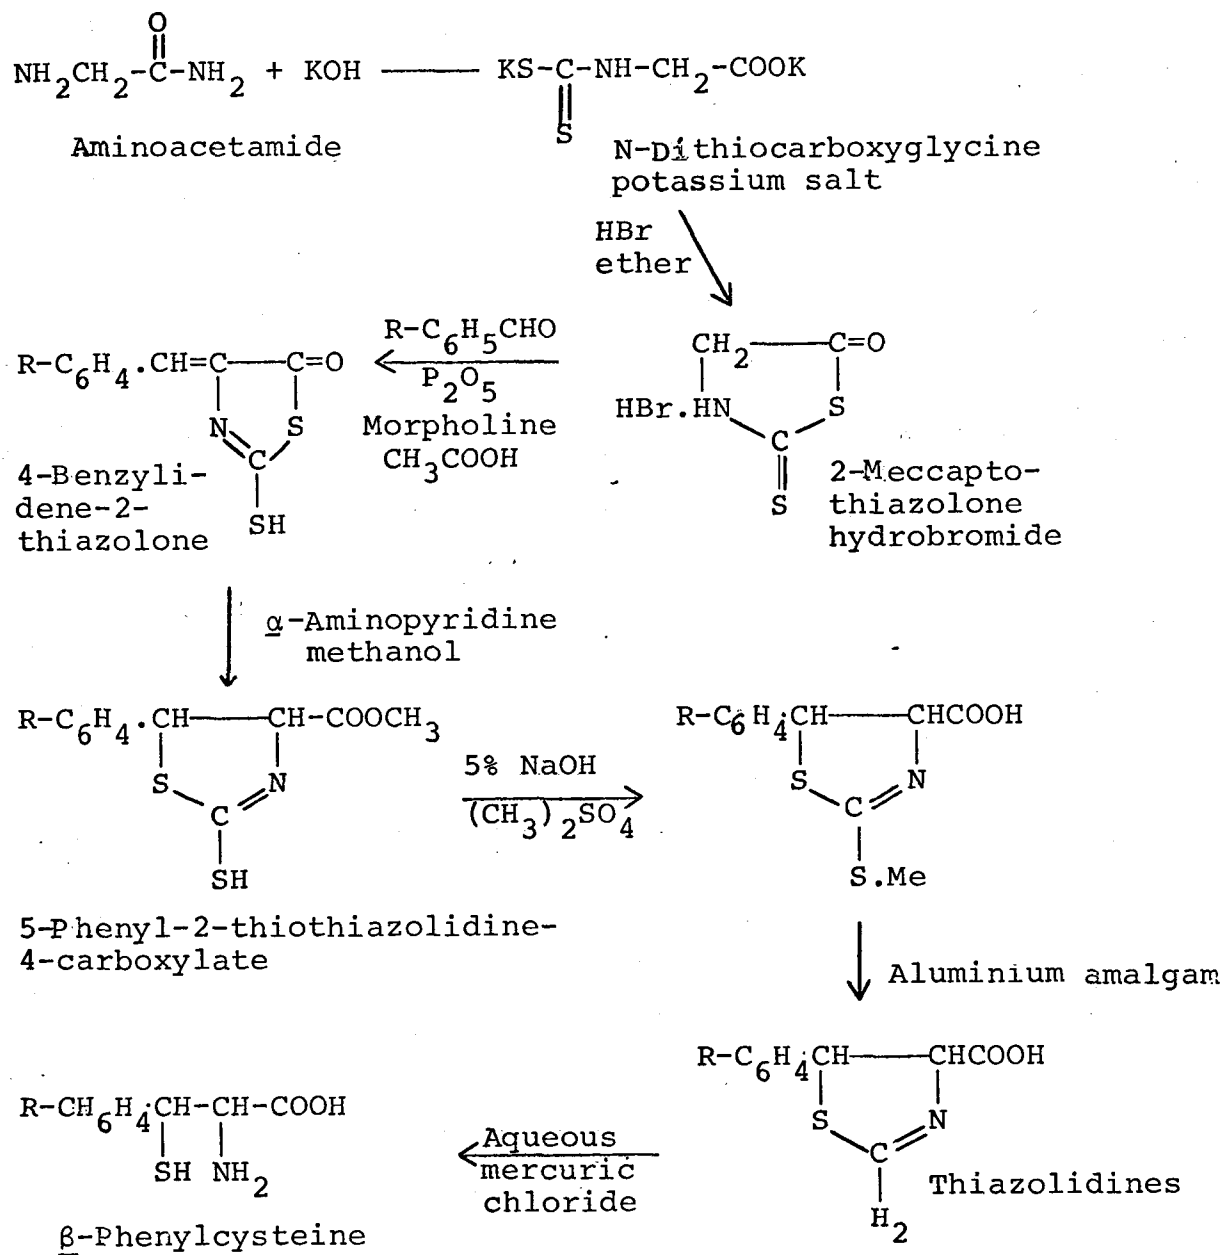 O
NH2CH2-C-NH2 + KOH ——— KS-C-NH-CH2-COOK
S
Aminoacetamide
N-Dithiocarboxyglycine
potassium salt
HBr
ether
R-C6H5CHO
P2O5
Morpholine
CH3COOH
CH2 C=O
HBr.HN S
C
S
2-Meccapto-
thiazolone
hydrobromide
R-C6H4.CH=C C=O
N S
C
SH
4-Benzyli-
dene-2-
thiazolone
α-Aminopyridine
methanol
R-C6H4.CH CH-COOCH3
S N
C
SH
5-Phenyl-2-thiothiazolidine-
4-carboxylate
5% NaOH
(CH3)2SO4
R-C6H4.CH CHCOOH
S N
C
S.Me
Aluminium amalgam
R-C6H4.CH CHCOOH
S N
C
H2
Thiazolidines
Aqueous
mercuric
chloride
R-CH6H4.CH-CH-COOH
SH NH2
β-Phenylcysteine